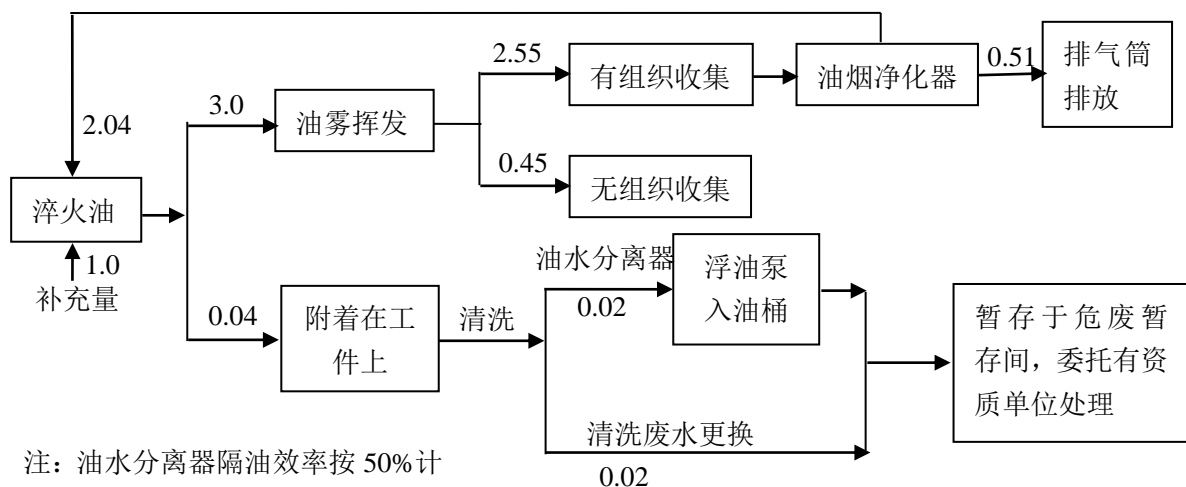 2.55
0.51
排气筒
排放
有组织收集
油烟净化器
3.0
油雾挥发
2.04
0.45
无组织收集
淬火油
1.0
补充量
油水分离器
0.02
浮油泵
入油桶
0.04
附着在工
件上
清洗
暂存于危废暂
存间，委托有资
质单位处理
清洗废水更换
0.02
注：油水分离器隔油效率按 50%计